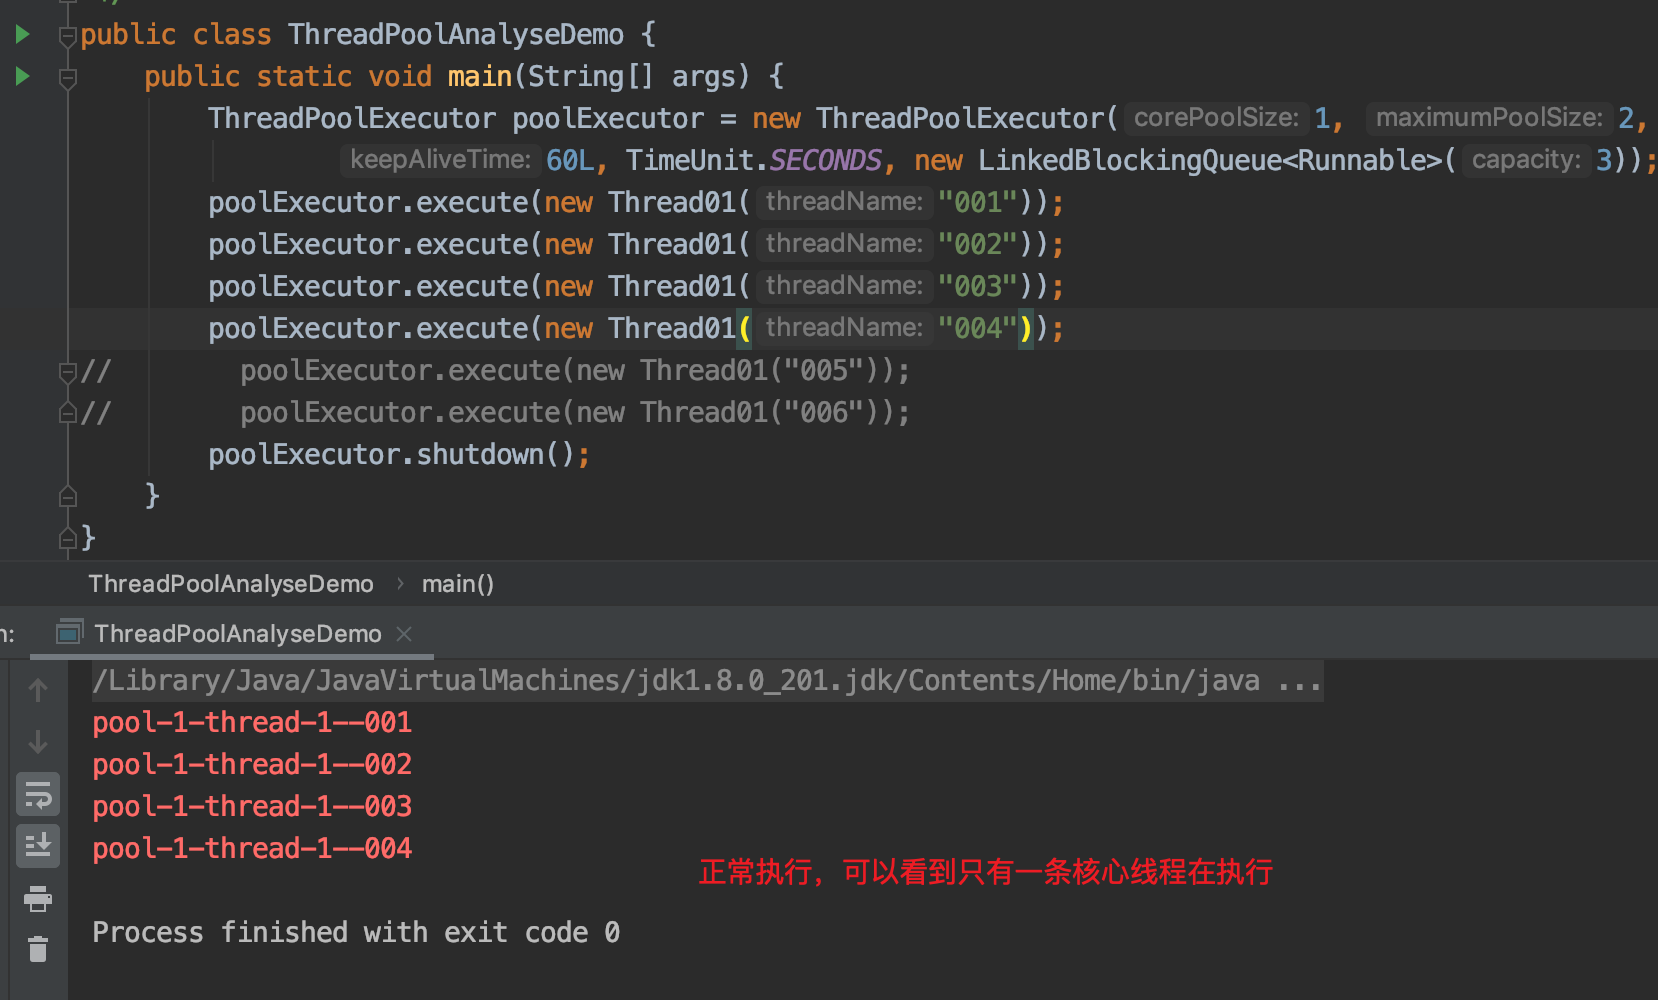 public class ThreadPoolAnalyseDemo {
public static void main(String[] args) {
ThreadPoolExecutor poolExecutor = new ThreadPoolExecutor( corePoolSize: 1, maximumPoolSize: 2,
keepAliveTime: 60L, TimeUnit.SECONDS, new LinkedBlockingQueue<Runnable>( capacity: 3));
poolExecutor.execute(new Thread01( threadName: "001"));
poolExecutor.execute(new Thread01( threadName: "002"));
poolExecutor.execute(new Thread01( threadName: "003"));
poolExecutor.execute(new Thread01( threadName: "004"));
// poolExecutor.execute(new Thread01("005"));
// poolExecutor.execute(new Thread01("006"));
poolExecutor.shutdown();
}
}
ThreadPoolAnalyseDemo › main()
ThreadPoolAnalyseDemo
/Library/Java/JavaVirtualMachines/jdk1.8.0_201.jdk/Contents/Home/bin/java ...
pool-1-thread-1--001
pool-1-thread-1--002
pool-1-thread-1--003
pool-1-thread-1--004
正常执行，可以看到只有一条核心线程在执行
Process finished with exit code 0